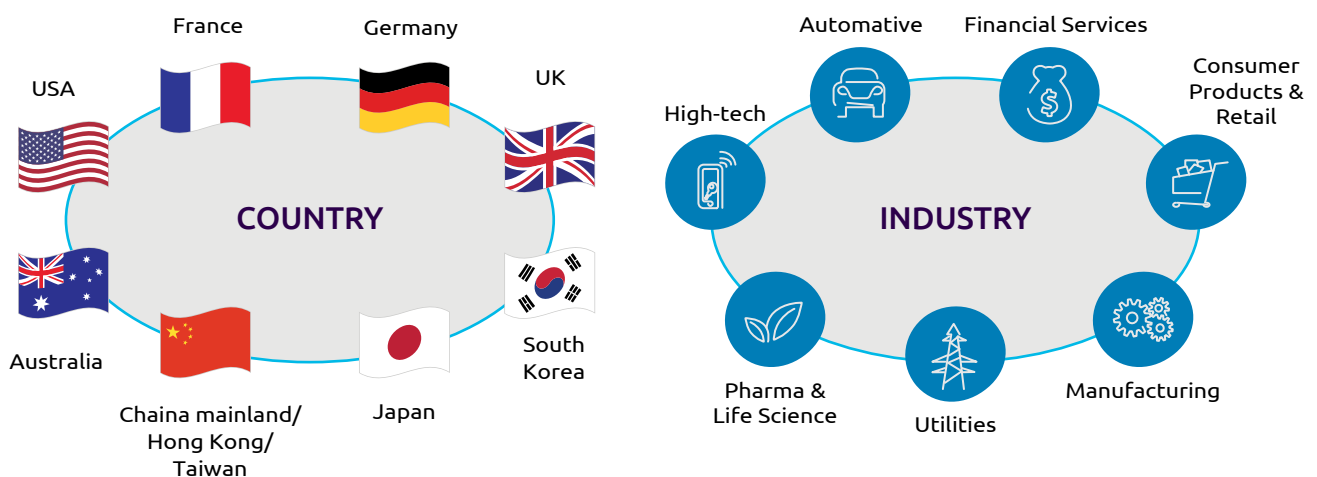 France
Germany
USA
UK
COUNTRY
Australia
South
Korea
Chaina mainland/
Hong Kong/
Taiwan
Japan
Automative
Financial Services
High-tech
Consumer
Products &
Retail
INDUSTRY
Pharma &
Life Science
Utilities
Manufacturing
$